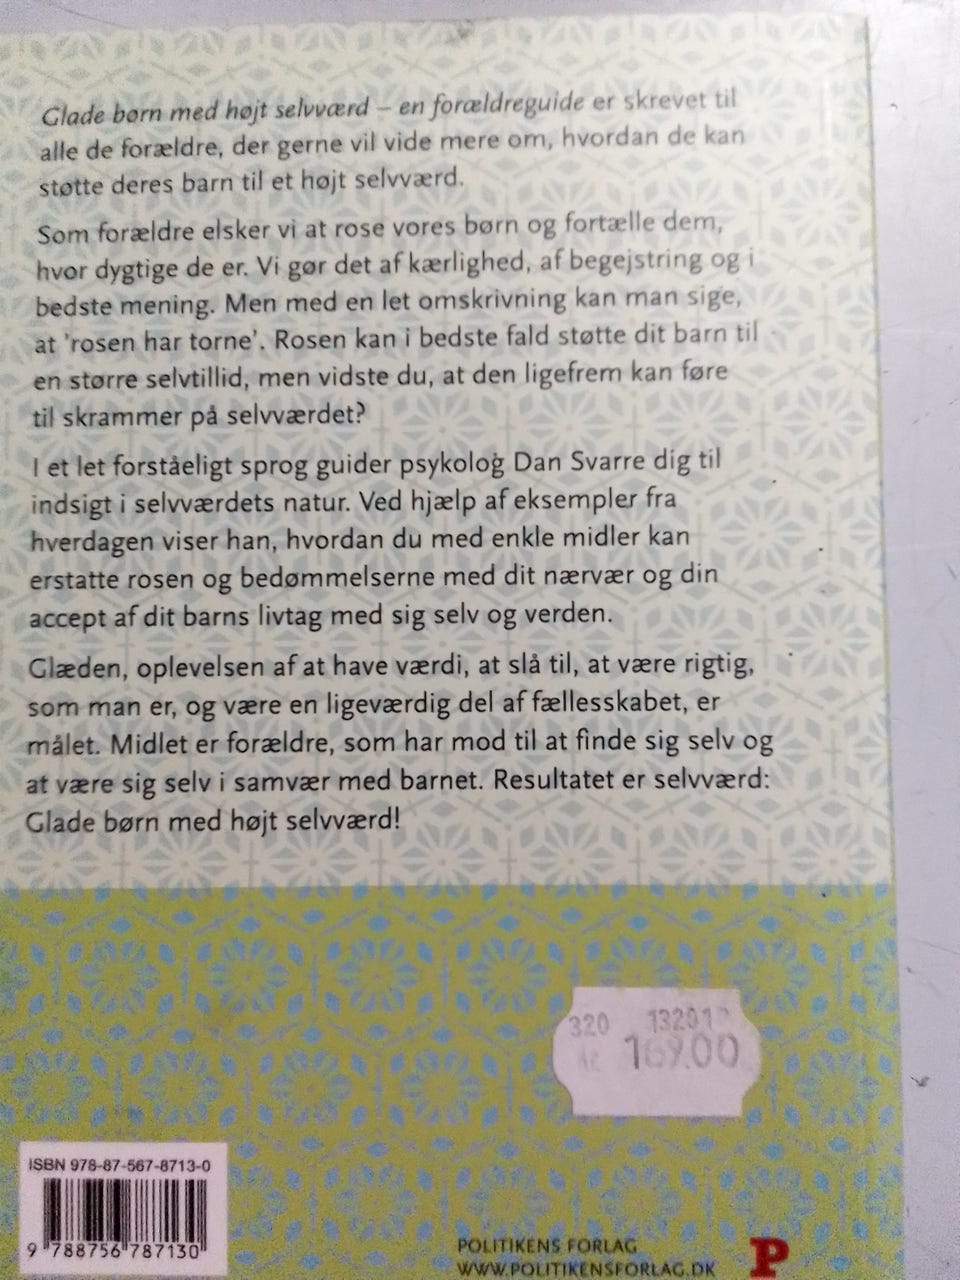 Glade børn med højt selvværd – en forældreguide er skrevet til
alle de forældre, der gerne vil vide mere om, hvordan de kan
støtte deres barn til et højt selvværd.
Som forældre elsker vi at rose vores børn og fortælle dem,
hvor dygtige de er. Vi gør det af kærlighed, af begejstring og i
bedste mening. Men med en let omskrivning kan man sige,
at 'rosen har torne'. Rosen kan i bedste fald støtte dit barn til
en større selvtillid, men vidste du, at den ligefrem kan føre
til skrammer på selvværdet?
I et let forståeligt sprog guider psykolog Dan Svarre dig til
indsigt i selvværdets natur. Ved hjælp af eksempler fra
hverdagen viser han, hvordan du med enkle midler kan
erstatte rosen og bedømmelserne med dit nærvær og din
accept af dit barns livtag med sig selv og verden.
Glæden, oplevelsen af at have værdi, at slå til, at være rigtig,
som man er, og være en ligeværdig del af fællesskabet, er
målet. Midlet er forældre, som har mod til at finde sig selv og
at være sig selv i samvær med barnet. Resultatet er selvværd:
Glade børn med højt selvværd!
320
169.00
ISBN 978-87-567-8713-0
9 788756 787130
POLITIKENS FORLAG
WWW.POLITIKENSFORLAG.DK
P